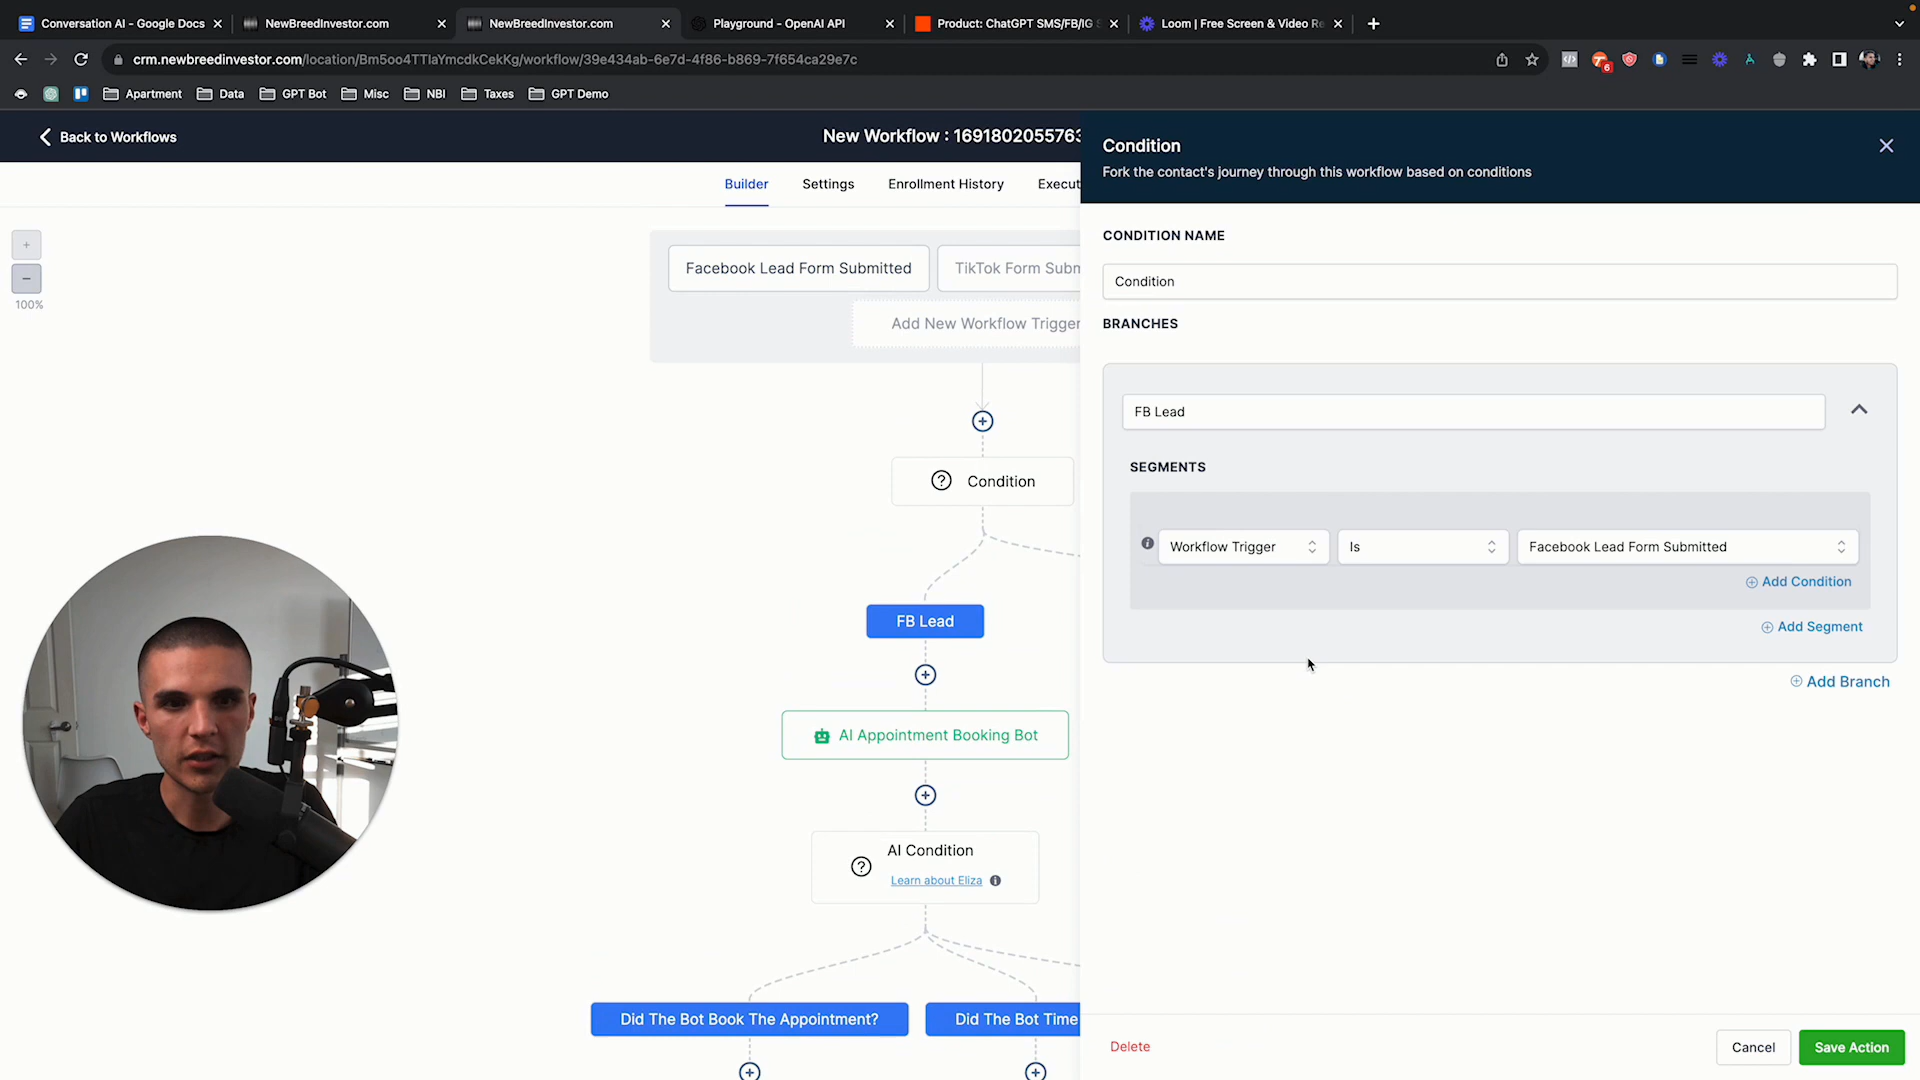 Conversation AI - Google Docs
NewBreedInvestor.com
NewBreedInvestor.com
Playground - OpenAI API
Product: ChatGPT SMS/FB/IG S
Loom | Free Screen & Video Re
crm.newbreedinvestor.com/location/Bm5oo4TTlaYmcdkCekKg/workflow/39e434ab-6e7d-4f86-b869-7f654ca29e7c
6
Apartment
Data
GPT Bot
Misc
NBI
Taxes
GPT Demo
Back to Workflows
New Workflow : 1691802055763
Builder
Settings
Enrollment History
Execut
100%
Facebook Lead Form Submitted
TikTok Form Subm
Add New Workflow Trigger
Condition
FB Lead
AI Appointment Booking Bot
AI Condition
Learn about Eliza
Did The Bot Book The Appointment?
Did The Bot Time
Condition
Fork the contact's journey through this workflow based on conditions
CONDITION NAME
Condition
BRANCHES
FB Lead
SEGMENTS
Workflow Trigger
Is
Facebook Lead Form Submitted
Add Condition
Add Segment
Add Branch
Delete
Cancel
Save Action